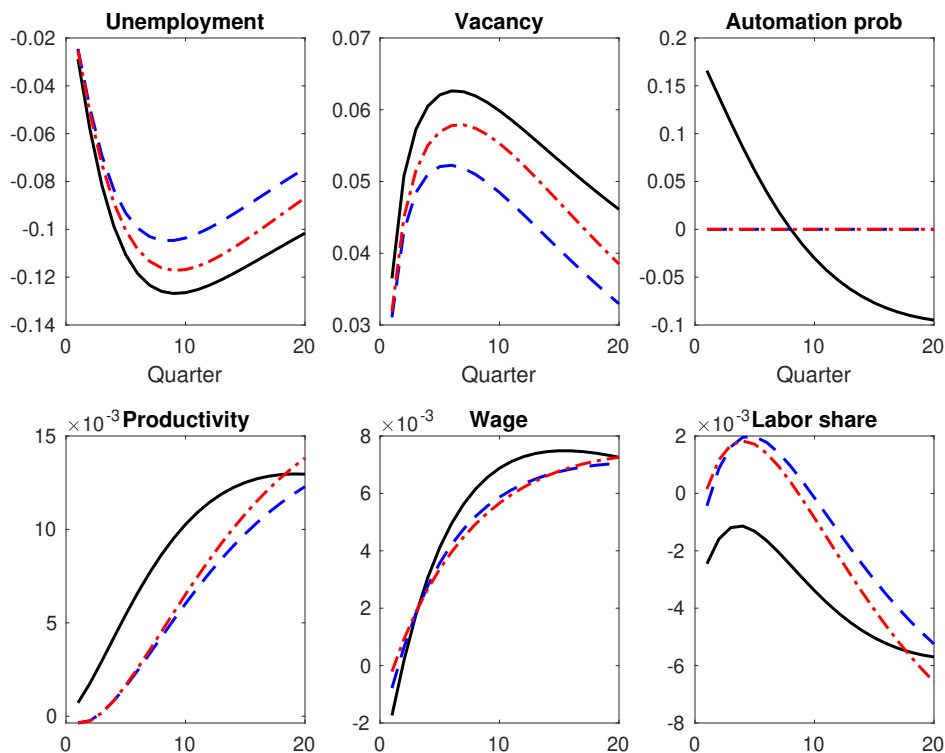 Unemployment
-0.02
-0.04
-0.06
-0.08
-0.1
-0.12
-0.14
0 10 20
Quarter
Vacancy
0.07
0.06
0.05
0.04
0.03
0 10 20
Quarter
Automation prob
0.2
0.15
0.1
0.05
0
-0.05
-0.1
0 10 20
Quarter
×10⁻³ Productivity
15
10
5
0
0 10 20
×10⁻³ Wage
8
6
4
2
0
-2
0 10 20
×10⁻³ Labor share
2
0
-2
-4
-6
-8
0 10 20